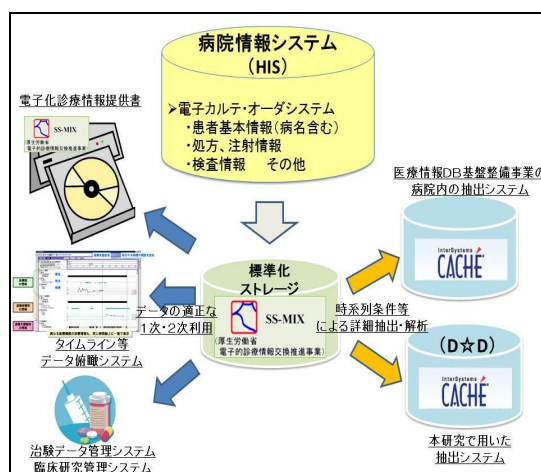 病院情報システム
(HIS)
➢電子カルテ・オーダシステム
・患者基本情報(病名含む)
・処方、注射情報
・検査情報　その他
電子化診療情報提供書
SS-MIX
(厚生労働省
電子的診療情報交換推進事業)
医療情報DB基盤整備事業の
病院内の抽出システム
InterSystems
CACHÉ
標準化
ストレージ
SS-MIX
(厚生労働省
電子的診療情報交換推進事業)
データの適正な
1次・2次利用
時系列条件等
による詳細抽出・解析
タイムライン等
データ俯瞰システム
(D☆D)
InterSystems
CACHÉ
本研究で用いた
抽出システム
治験データ管理システム
臨床研究管理システム